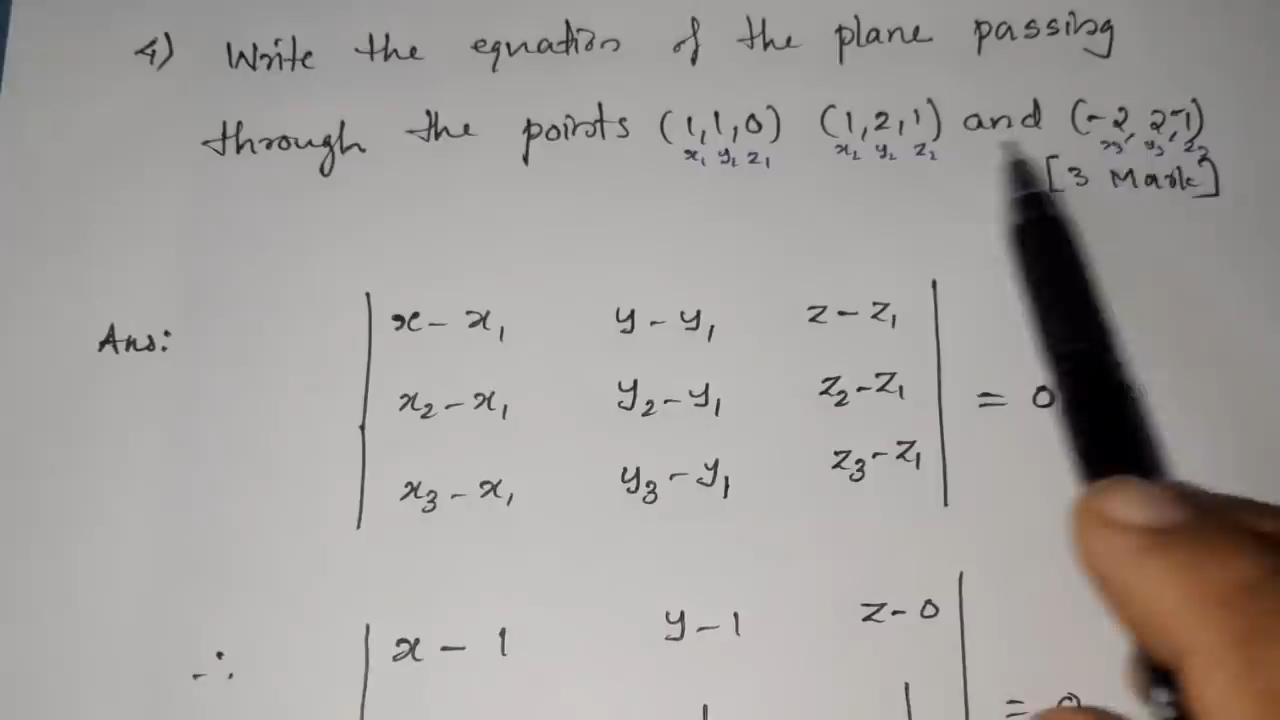 4) Write the equation of the plane passing
through the points (1,1,0) (1,2,1) and (-2, 2,-1)
x₁ y₁ z₁ x₂ y₂ z₂ x₃, y₃, z₃
[3 Mark]
Ans:
x - x₁ y - y₁ z - z₁
x₂ - x₁ y₂ - y₁ z₂ - z₁ = 0
x₃ - x₁ y₃ - y₁ z₃ - z₁
∴ x - 1 y - 1 z - 0